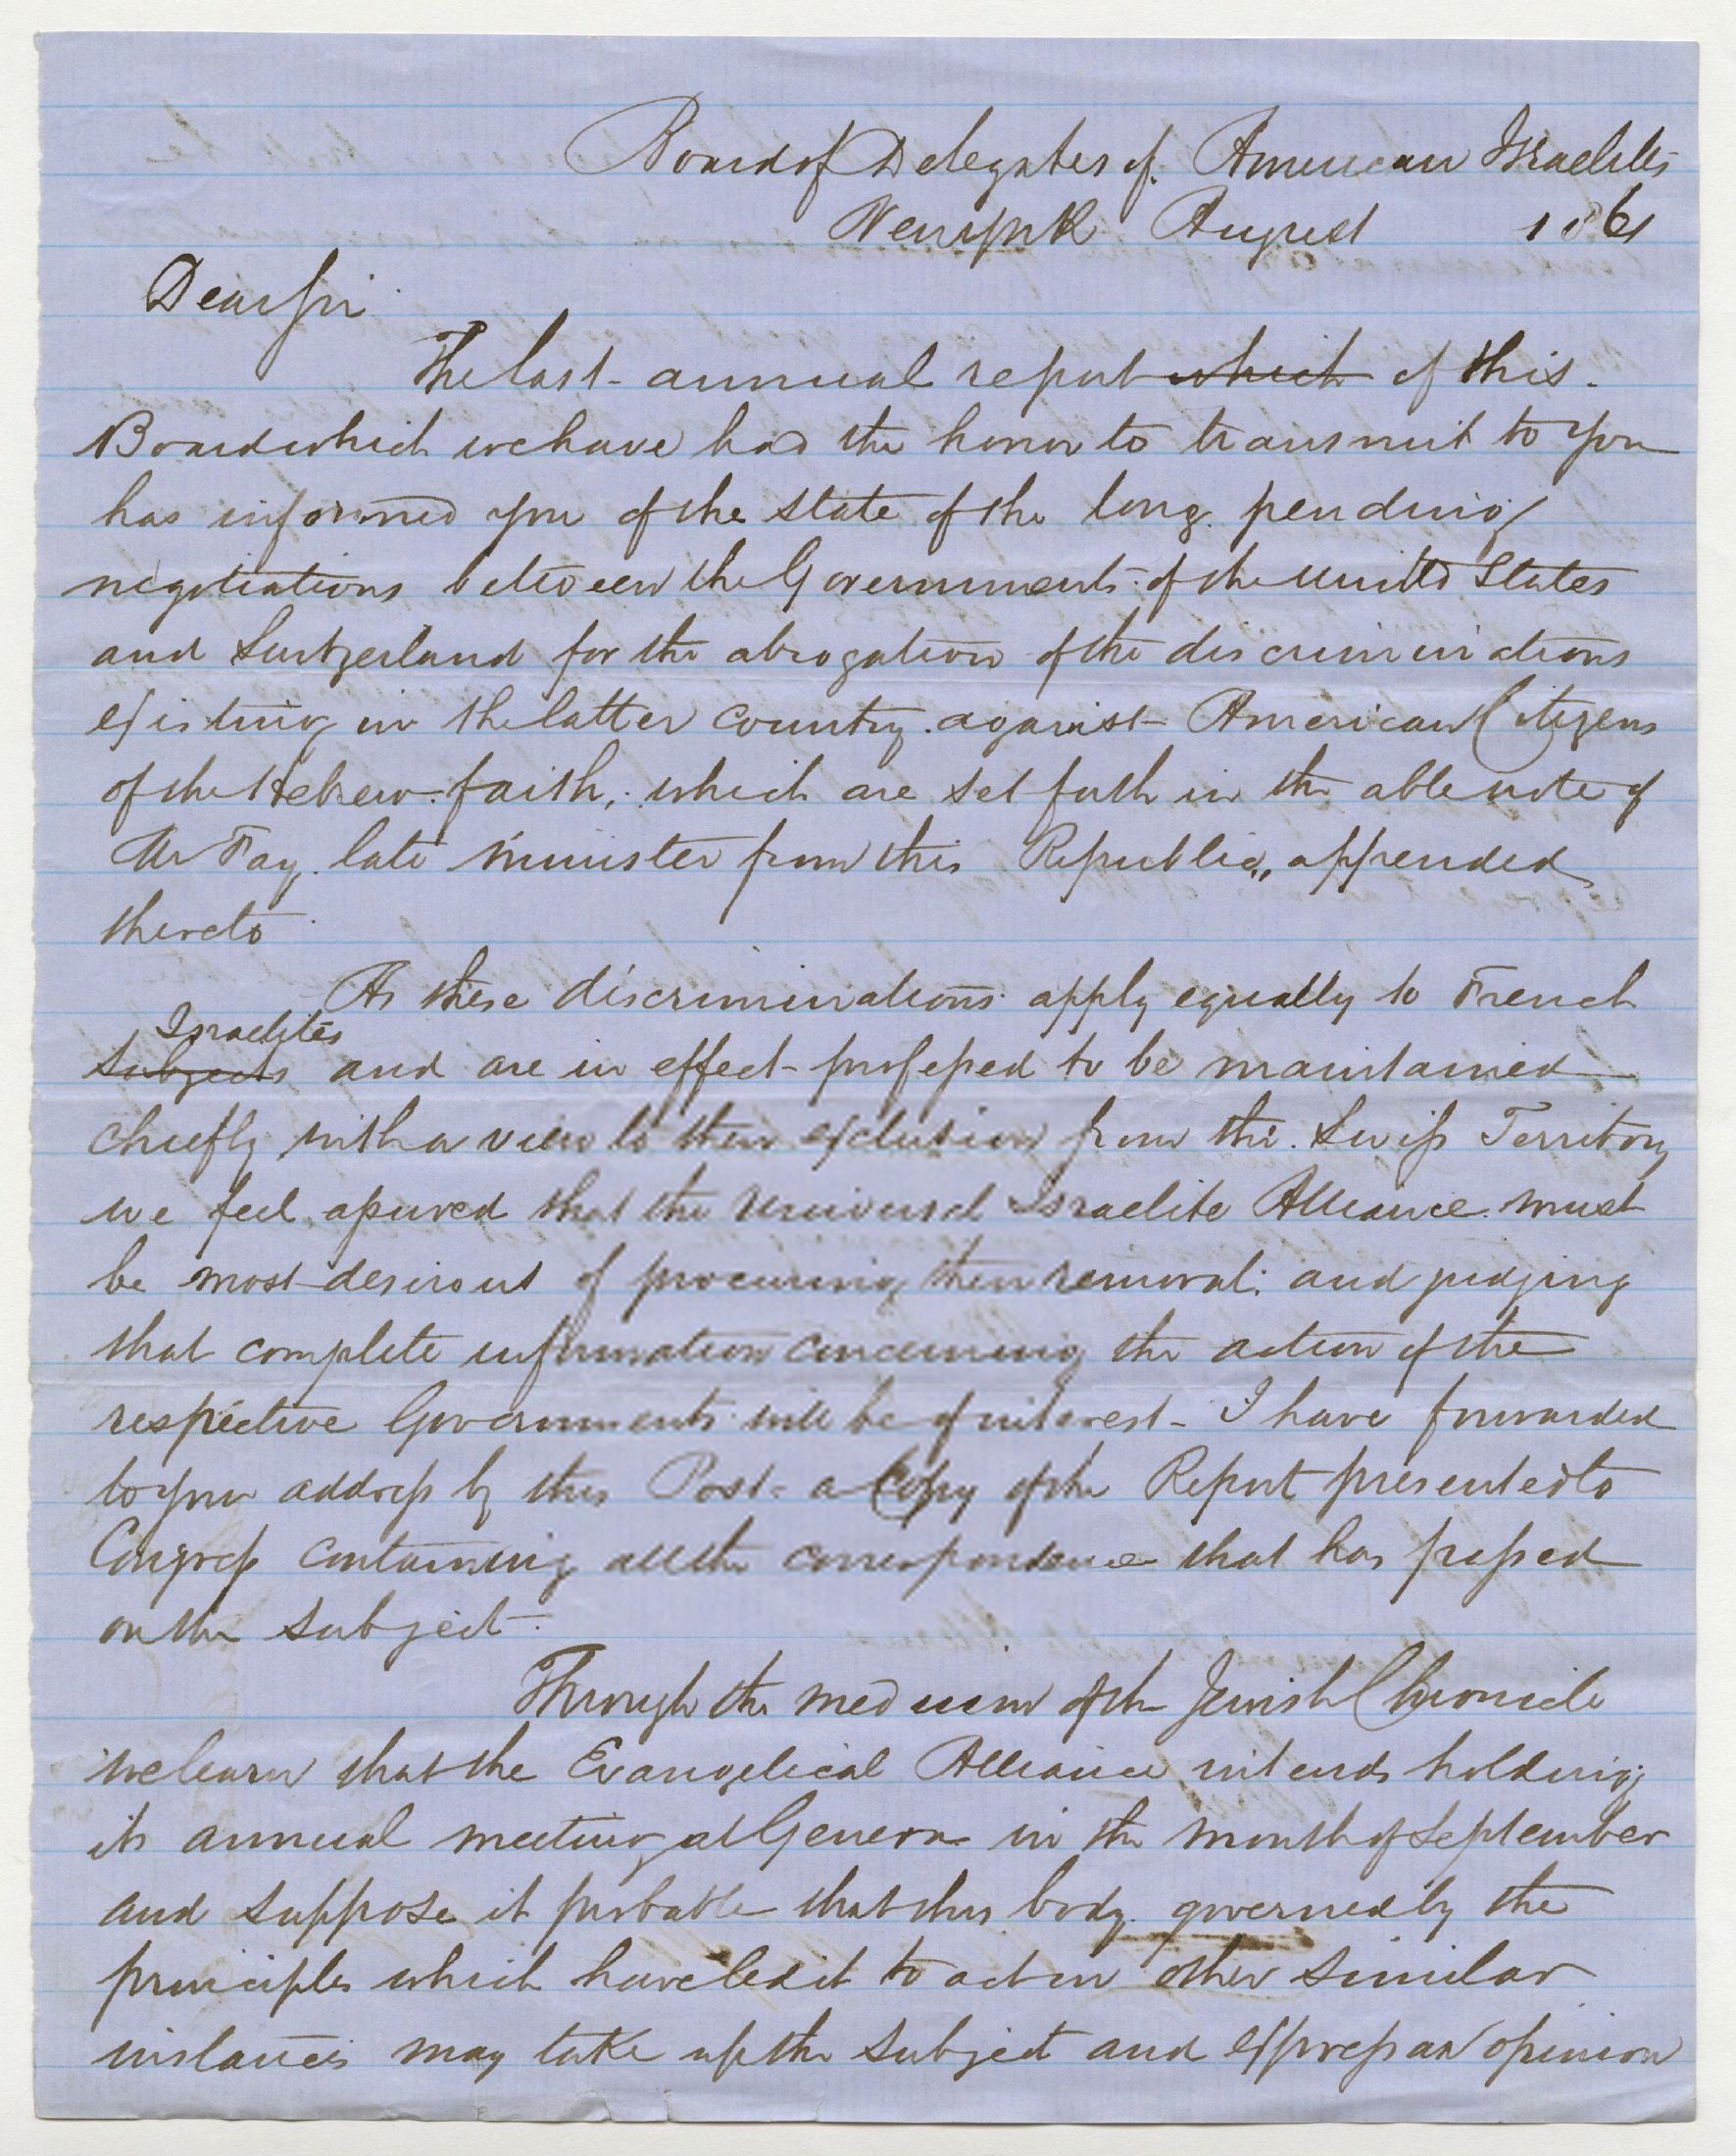 Board of Delegates of American Israelites
New York August 1861
Dear Sir
The last annual report ~~which~~ of this
Board which we have had the honor to transmit to you
has informed you of the state of the long pending
negotiations between the Governments of the United States
and Switzerland for the abrogation of the discriminations
existing in the latter country against American Citizens
of the Hebrew faith, which are set forth in the able note of
Mr Fay late minister from this Republic, appended
thereto
As these discriminations apply equally to French
Israelites
~~Subjects~~ and are in effect professed to be maintained
chiefly with a view to their exclusion from the Swiss Territory
we feel assured that the Universal Israelite Alliance must
be most desirous of procuring their removal; and judging
that complete information concerning the action of the
respective Governments will be of interest - I have forwarded
to your address by this Post - a Copy of the Report presented to
Congress containing all the correspondence that has passed
on the subject -
Through the medium of the Jewish Chronicle
we learn that the Evangelical Alliance intends holding
its annual meeting at Geneva in the month of September
and suppose it probable that this body governed by the
principles which have led it to act in other similar
instances may take up the subject and express an opinion